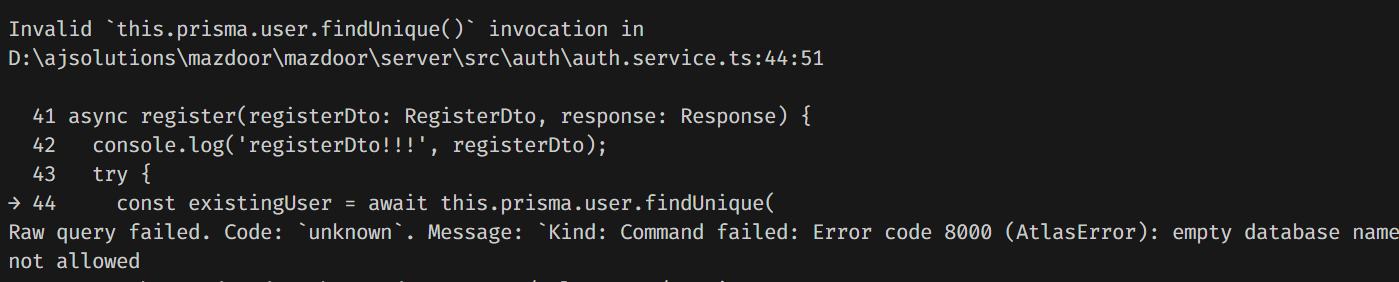 Invalid `this.prisma.user.findUnique()` invocation in
D:\ajsolutions\mazdoor\mazdoor\server\src\auth\auth.service.ts:44:51
41 async register(registerDto: RegisterDto, response: Response) {
42   console.log('registerDto!!!', registerDto);
43   try {
→ 44     const existingUser = await this.prisma.user.findUnique(
Raw query failed. Code: `unknown`. Message: `Kind: Command failed: Error code 8000 (AtlasError): empty database name
not allowed